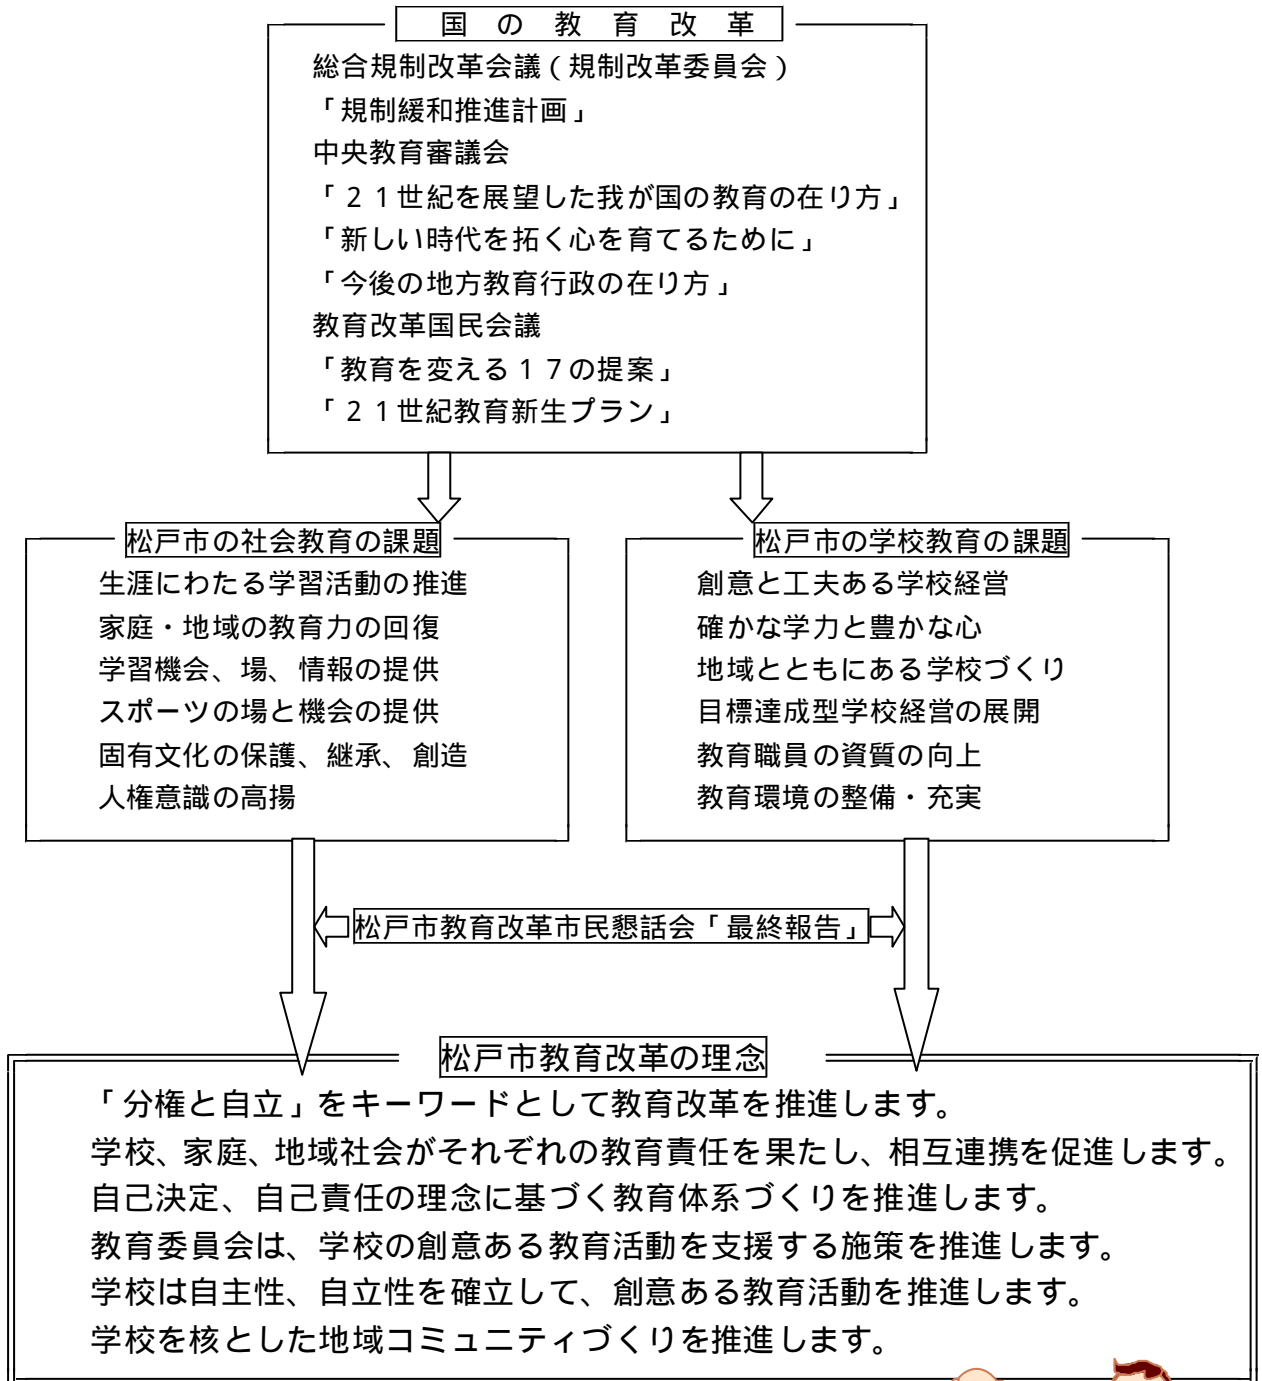 国の教育改革
総合規制改革会議(規制改革委員会)
「規制緩和推進計画」
中央教育審議会
「21世紀を展望した我が国の教育の在り方」
「新しい時代を拓く心を育てるために」
「今後の地方教育行政の在り方」
教育改革国民会議
「教育を変える17の提案」
「21世紀教育新生プラン」
松戸市の社会教育の課題
生涯にわたる学習活動の推進
家庭・地域の教育力の回復
学習機会、場、情報の提供
スポーツの場と機会の提供
固有文化の保護、継承、創造
人権意識の高揚
松戸市の学校教育の課題
創意と工夫ある学校経営
確かな学力と豊かな心
地域とともにある学校づくり
目標達成型学校経営の展開
教育職員の資質の向上
教育環境の整備・充実
松戸市教育改革市民懇話会「最終報告」
松戸市教育改革の理念
「分権と自立」をキーワードとして教育改革を推進します。
学校、家庭、地域社会がそれぞれの教育責任を果たし、相互連携を促進します。
自己決定、自己責任の理念に基づく教育体系づくりを推進します。
教育委員会は、学校の創意ある教育活動を支援する施策を推進します。
学校は自主性、自立性を確立して、創意ある教育活動を推進します。
学校を核とした地域コミュニティづくりを推進します。